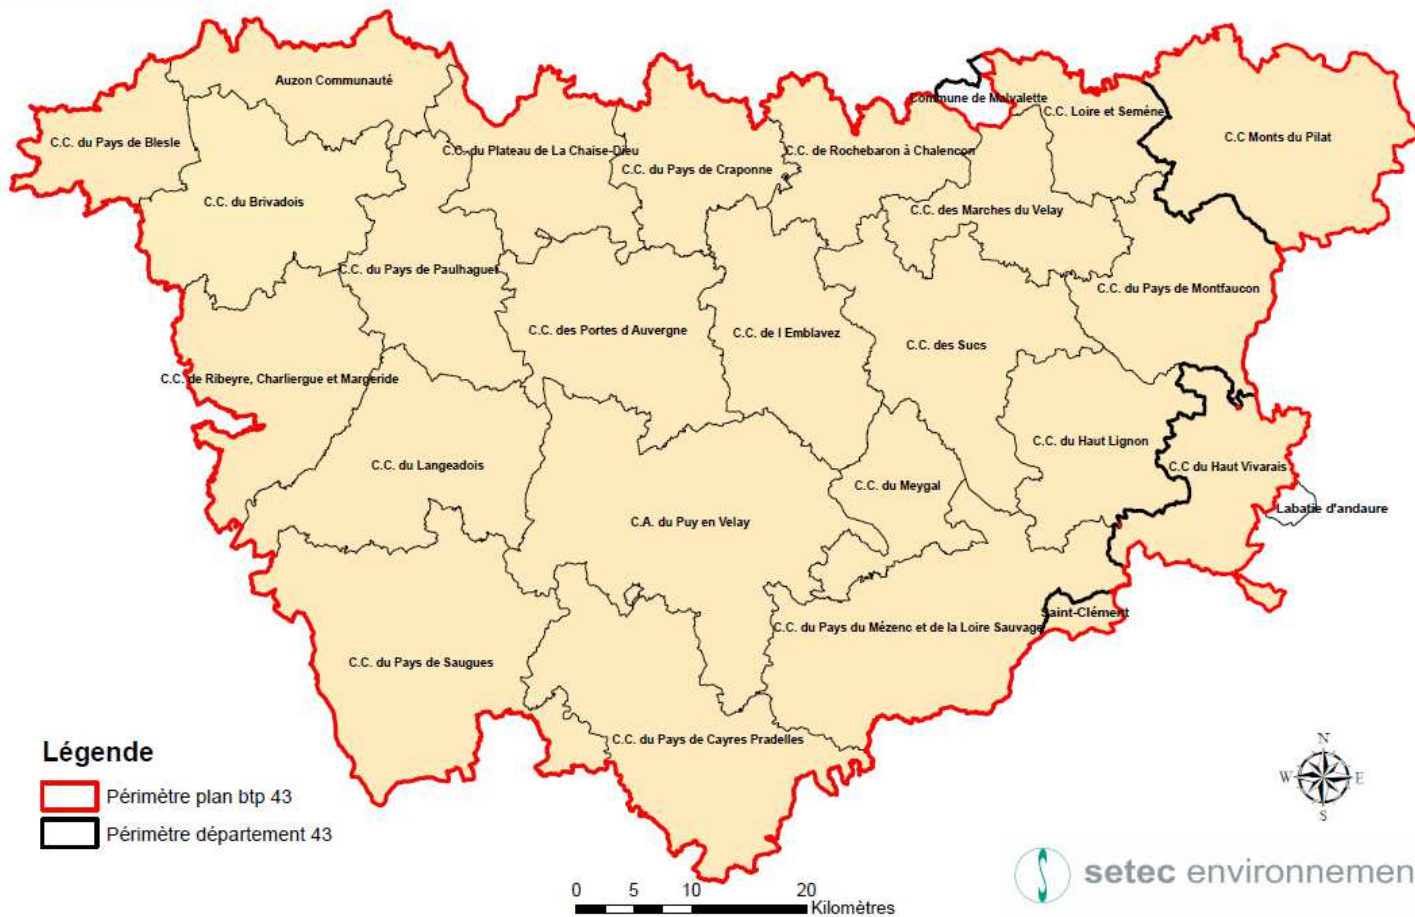 Auzon Communauté
Commune de Malvalette
C.C. Loire et Semène
C.C. du Pays de Blesle
C.C. du Plateau de La Chaise-Dieu
C.C. de Rochebaron à Chalencon
C.C Monts du Pilat
C.C. du Pays de Craponne
C.C. du Brivadois
C.C. des Marches du Velay
C.C. du Pays de Paulhaguet
C.C. du Pays de Montfaucon
C.C. des Portes d Auvergne
C.C. de l Emblavez
C.C. des Sucs
C.C. de Ribeyre, Charliergue et Margeride
C.C. du Haut Lignon
C.C. du Langeadois
C.C du Haut Vivarais
C.C. du Meygal
Labatie d'andaure
C.A. du Puy en Velay
Saint-Clément
C.C. du Pays du Mézenc et de la Loire Sauvage
C.C. du Pays de Saugues
C.C. du Pays de Cayres Pradelles
Légende
Périmètre plan btp 43
Périmètre département 43
N
W E
S
0 5 10 20
Kilomètres
setec environnemen